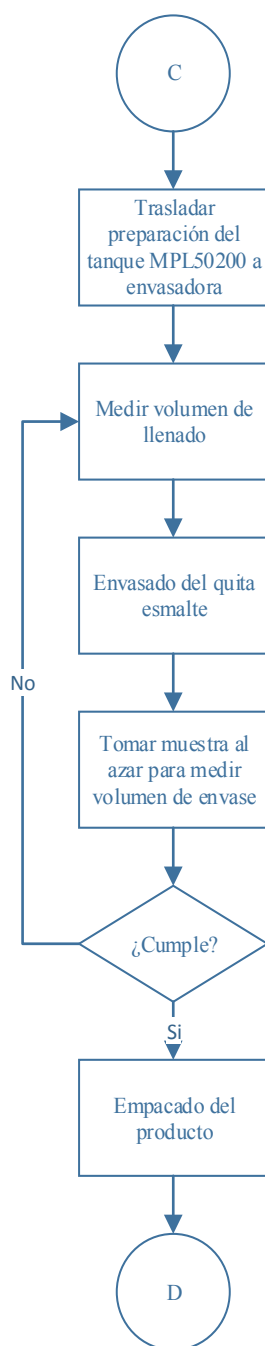 C
Trasladar
preparación del
tanque MPL50200 a
envasadora
Medir volumen de
llenado
Envasado del quita
esmalte
No
Tomar muestra al
azar para medir
volumen de envase
¿Cumple?
Si
Empacado del
producto
D